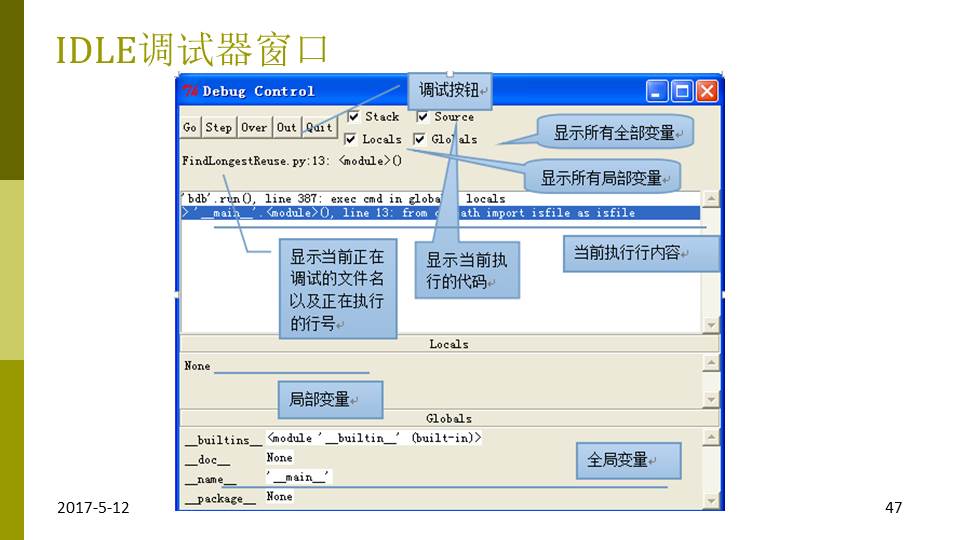 IDLE调试器窗口
Debug Control
调试按钮
Go Step Over Out Quit
Stack Source
Locals Globals
显示所有全部变量
FindLongestReuse.py:13: <module>()
显示所有局部变量
'bdb'.run(), line 387: exec cmd in globa locals
> '__main__'.<module>(), line 13: from path import isfile as isfile
显示当前正在
调试的文件名
以及正在执行
的行号
显示当前执
行的代码
当前执行行内容
Locals
None
局部变量
Globals
__builtins__ <module '__builtin__' (built-in)>
__doc__ None
__name__ '__main__'
__package__ None
全局变量
2017-5-12
47